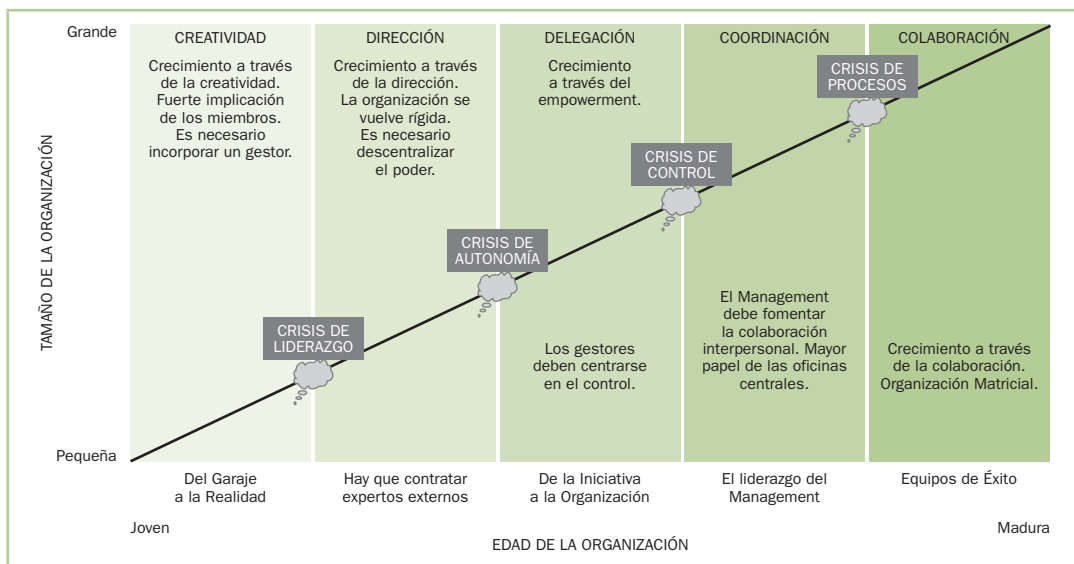 Grande
CREATIVIDAD
Crecimiento a través
de la creatividad.
Fuerte implicación
de los miembros.
Es necesario
incorporar un gestor.
DIRECCIÓN
Crecimiento a través
de la dirección.
La organización se
vuelve rígida.
Es necesario
descentralizar
el poder.
DELEGACIÓN
Crecimiento
a través del
empowerment.
COORDINACIÓN
COLABORACIÓN
CRISIS DE
PROCESOS
CRISIS DE
CONTROL
CRISIS DE
AUTONOMÍA
CRISIS DE
LIDERAZGO
TAMAÑO DE LA ORGANIZACIÓN
Los gestores
deben centrarse
en el control.
El Management
debe fomentar
la colaboración
interpersonal. Mayor
papel de las oficinas
centrales.
Crecimiento a través
de la colaboración.
Organización Matricial.
Pequeña
Del Garaje
a la Realidad
Hay que contratar
expertos externos
De la Iniciativa
a la Organización
El liderazgo del
Management
Equipos de Éxito
Joven
Madura
EDAD DE LA ORGANIZACIÓN